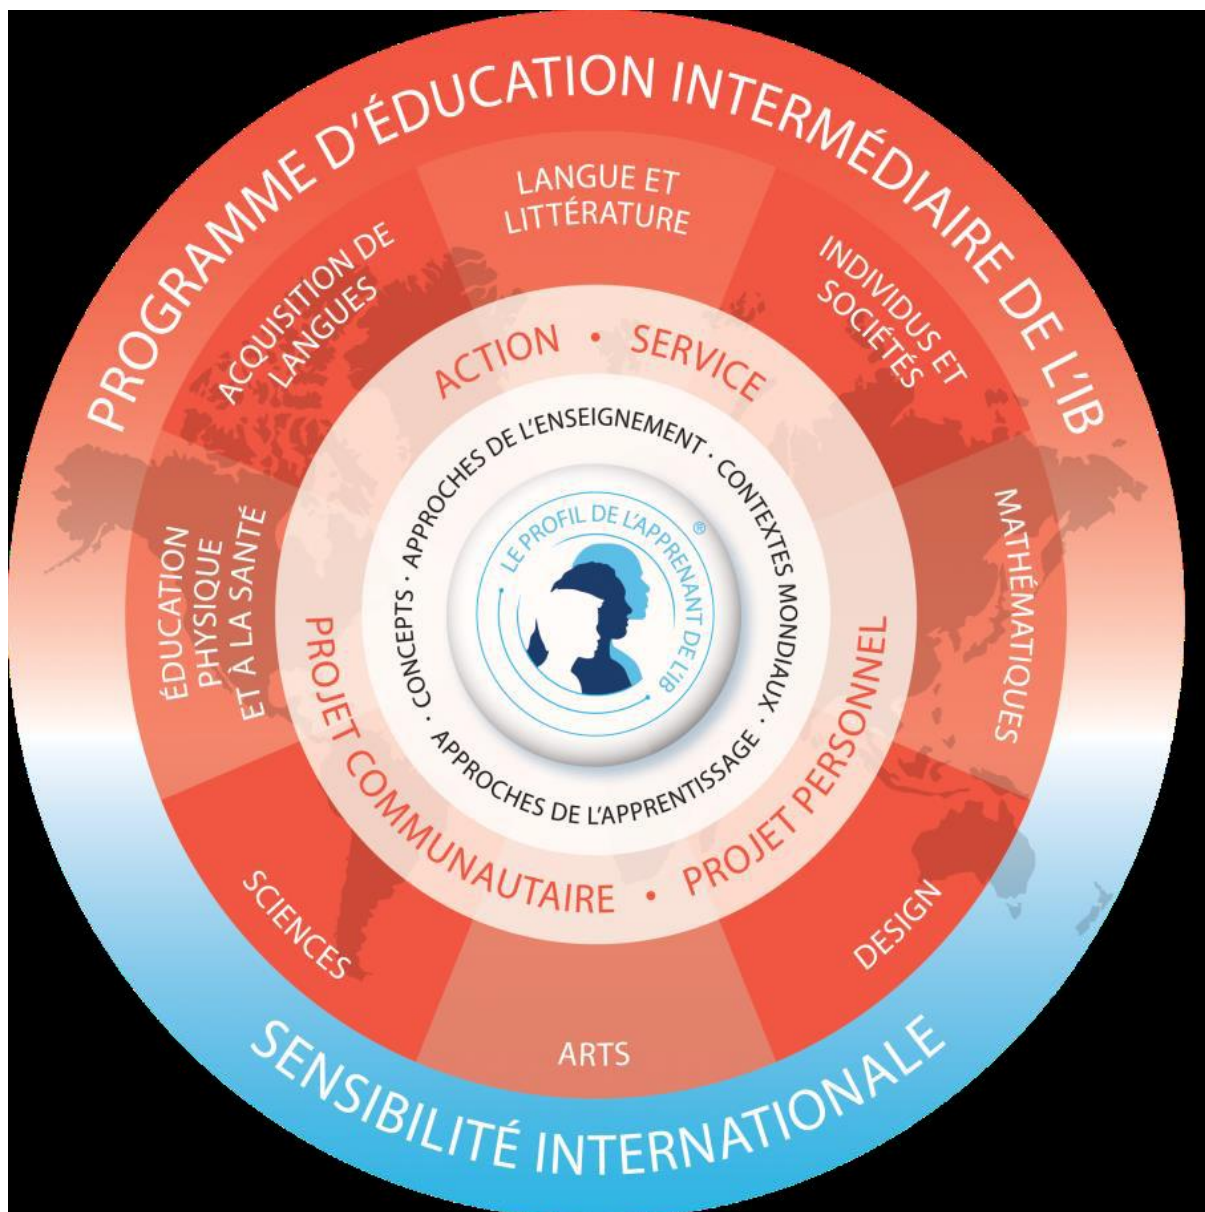 PROGRAMME D'ÉDUCATION INTERMÉDIAIRE DE L'IB
LANGUE ET
LITTÉRATURE
INDIVIDUS ET
SOCIÉTÉS
MATHÉMATIQUES
DESIGN
ARTS
SCIENCES
ÉDUCATION
PHYSIQUE
ET À LA SANTÉ
ACQUISITION DE
LANGUES
ACTION • SERVICE
PROJET COMMUNAUTAIRE • PROJET PERSONNEL
CONCEPTS · APPROCHES DE L'ENSEIGNEMENT · CONTEXTES MONDIAUX ·
APPROCHES DE L'APPRENTISSAGE ·
LE PROFIL DE L'APPRENANT DE L'IB ®
SENSIBILITÉ INTERNATIONALE